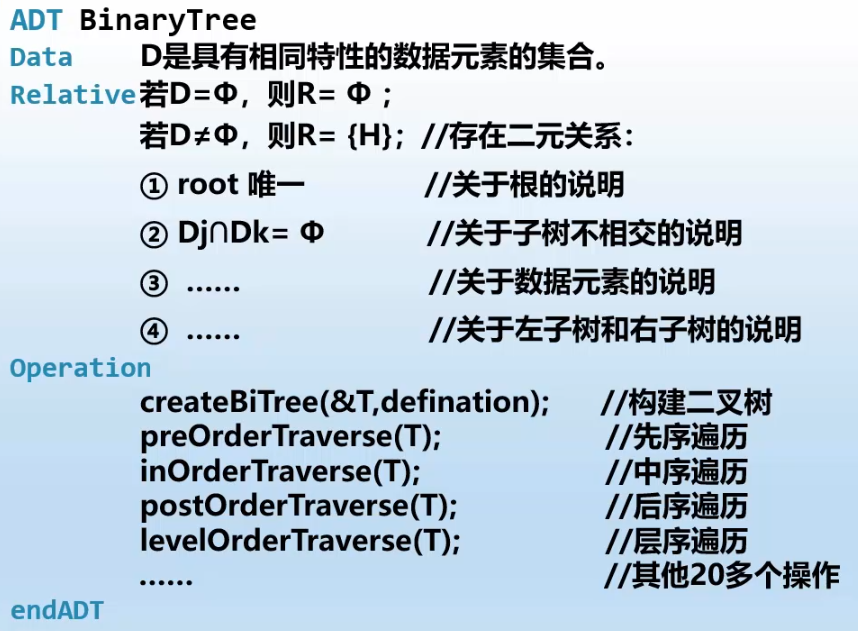 ADT BinaryTree
Data D是具有相同特性的数据元素的集合。
Relative 若D=Φ，则R= Φ ；
若D≠Φ，则R= {H}；//存在二元关系：
① root 唯一 //关于根的说明
② Dj∩Dk= Φ //关于子树不相交的说明
③ …… //关于数据元素的说明
④ …… //关于左子树和右子树的说明
Operation
createBiTree(&T,defination); //构建二叉树
preOrderTraverse(T); //先序遍历
inOrderTraverse(T); //中序遍历
postOrderTraverse(T); //后序遍历
levelOrderTraverse(T); //层序遍历
…… //其他20多个操作
endADT